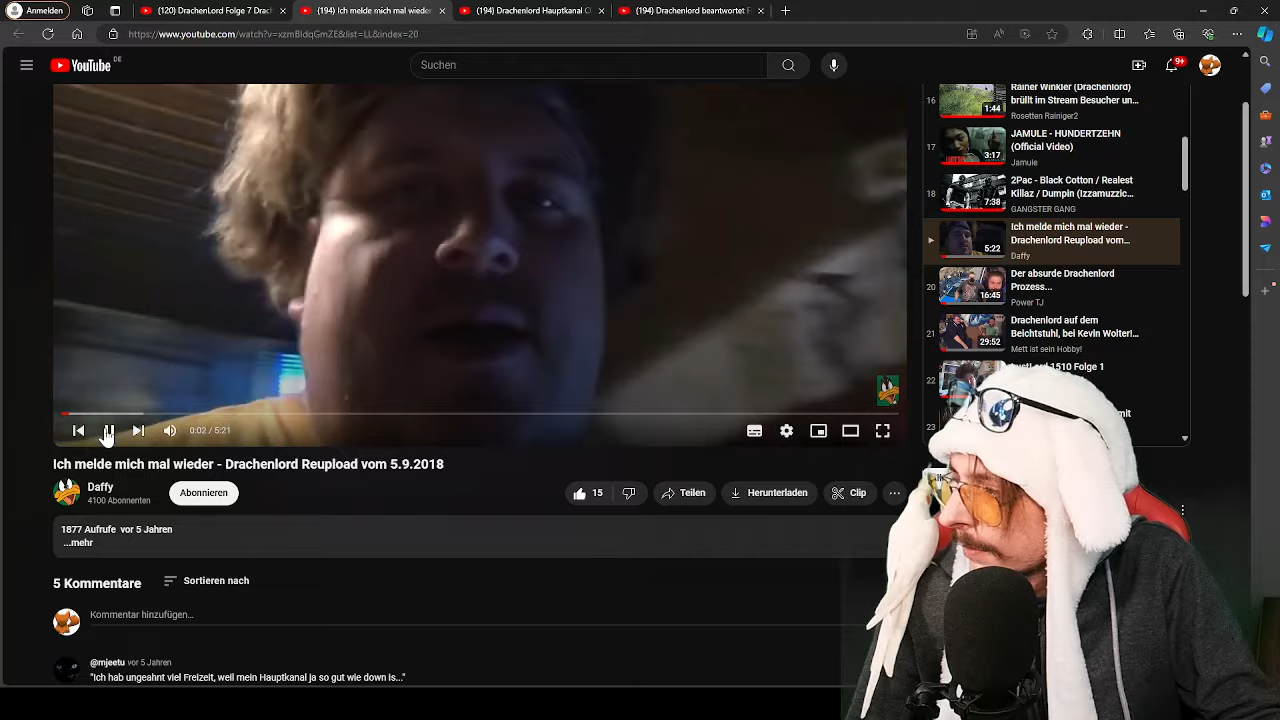 Anmelden
(120) DrachenLord Folge 7 Drach
(194) Ich melde mich mal wieder
(194) Drachenlord Hauptkanal C
(194) Drachenlord beantwortet F
https://www.youtube.com/watch?v=xzmBldqGmZE&list=LL&index=20
YouTube DE
Suchen
9+
16
Rainer Winkler (Drachenlord)
brüllt im Stream Besucher un...
Rosetten Rainiger2
1:44
17
JAMULE - HUNDERTZEHN
(Official Video)
Jamule
3:17
18
2Pac - Black Cotton / Realest
Killaz / Dumpin (Izzamuzzic...
GANGSTER GANG
7:38
Ich melde mich mal wieder -
Drachenlord Reupload vom...
Daffy
5:22
20
Der absurde Drachenlord
Prozess...
Power TJ
16:45
21
Drachenlord auf dem
Beichtstuhl, bei Kevin Wolter!...
Mett ist sein Hobby!
29:52
22
1510 Folge 1
23
0:02 / 5:21
Ich melde mich mal wieder - Drachenlord Reupload vom 5.9.2018
Daffy
4100 Abonnenten
Abonnieren
15
Teilen
Herunterladen
Clip
1877 Aufrufe vor 5 Jahren
...mehr
5 Kommentare
Sortieren nach
Kommentar hinzufügen...
@mjeetu vor 5 Jahren
"Ich hab ungeahnt viel Freizeit, weil mein Hauptkanal ja so gut wie down is..."